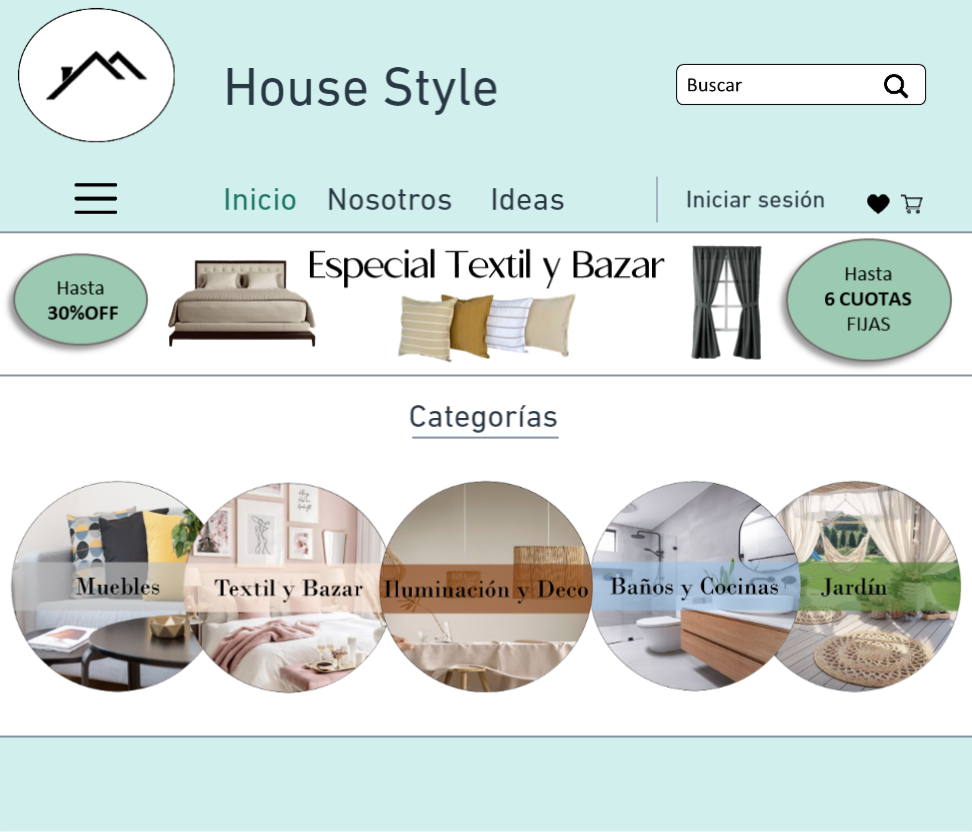 House Style
Buscar
Inicio Nosotros Ideas Iniciar sesión
Hasta
30%OFF
Especial Textil y Bazar
Hasta
6 CUOTAS
FIJAS
Categorías
Muebles
Textil y Bazar
Iluminación y Deco
Baños y Cocinas
Jardín